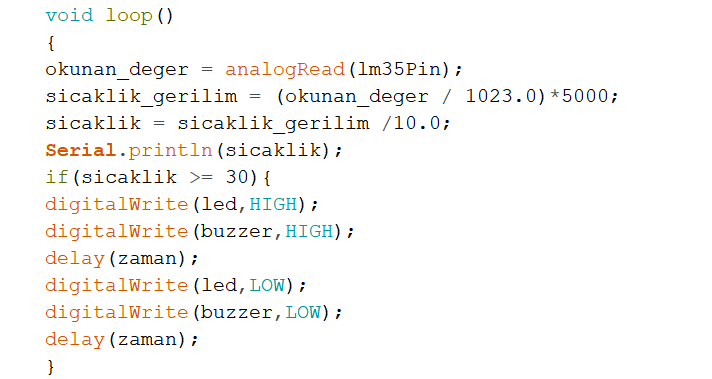 void loop()
{
okunan_deger = analogRead(lm35Pin);
sicaklik_gerilim = (okunan_deger / 1023.0)*5000;
sicaklik = sicaklik_gerilim /10.0;
Serial.println(sicaklik);
if(sicaklik >= 30){
digitalWrite(led,HIGH);
digitalWrite(buzzer,HIGH);
delay(zaman);
digitalWrite(led,LOW);
digitalWrite(buzzer,LOW);
delay(zaman);
}